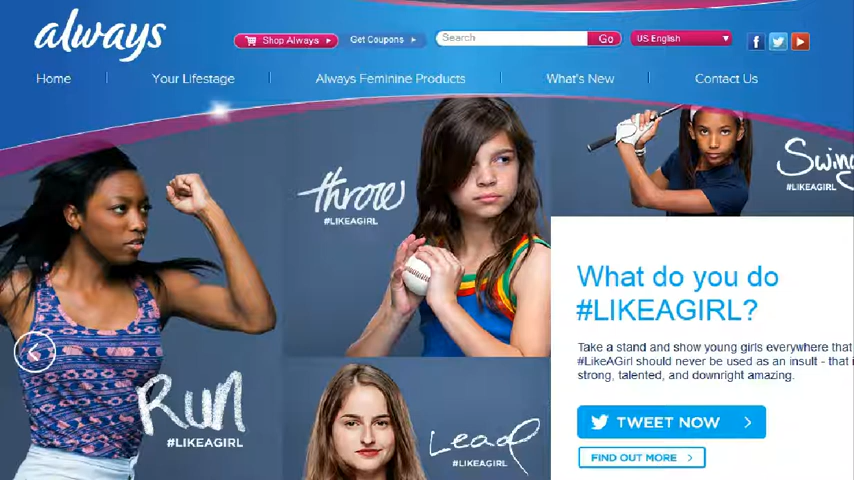 always
Shop Always
Get Coupons
Search
Go
US English
Home
Your Lifestage
Always Feminine Products
What's New
Contact Us
throw
#LIKEAGIRL
Swing
#LIKEAGIRL
What do you do
#LIKEAGIRL?
Take a stand and show young girls everywhere that
#LikeAGirl should never be used as an insult - that i
strong, talented, and downright amazing.
Run
#LIKEAGIRL
Lead
#LIKEAGIRL
TWEET NOW
FIND OUT MORE